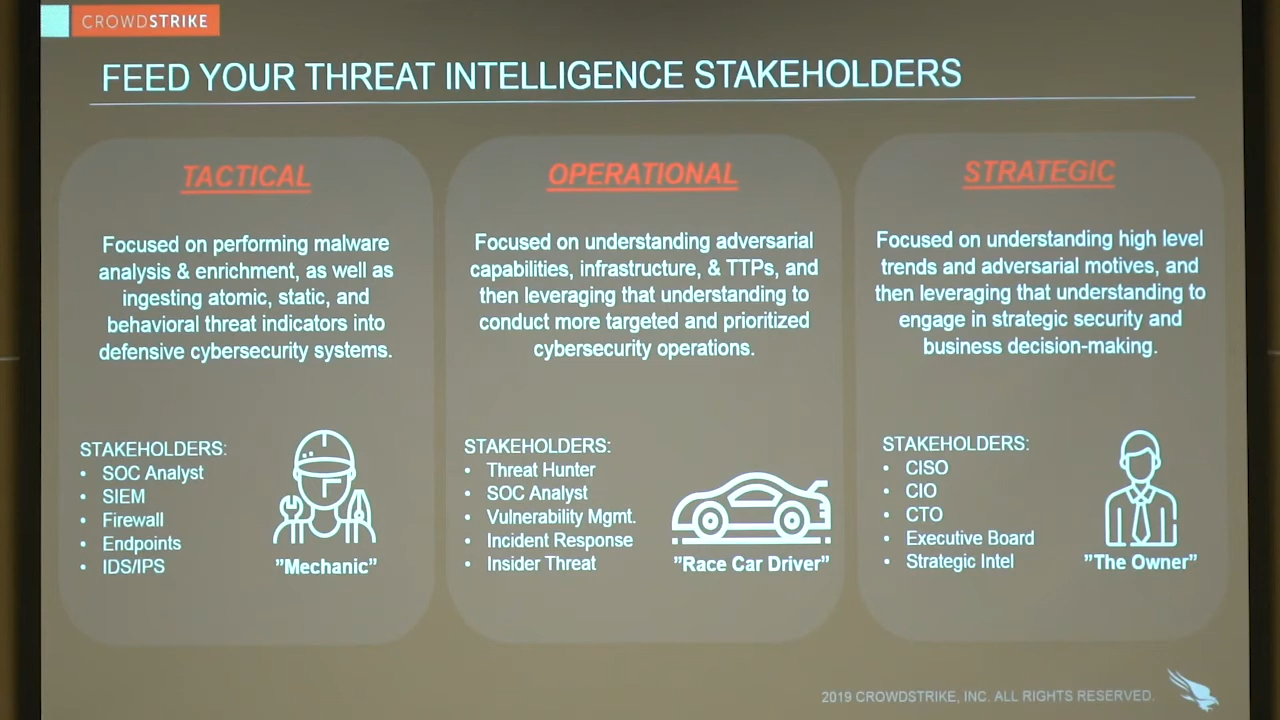 CROWDSTRIKE
FEED YOUR THREAT INTELLIGENCE STAKEHOLDERS
TACTICAL
Focused on performing malware
analysis & enrichment, as well as
ingesting atomic, static, and
behavioral threat indicators into
defensive cybersecurity systems.
STAKEHOLDERS:
• SOC Analyst
• SIEM
• Firewall
• Endpoints
• IDS/IPS
"Mechanic"
OPERATIONAL
Focused on understanding adversarial
capabilities, infrastructure, & TTPs, and
then leveraging that understanding to
conduct more targeted and prioritized
cybersecurity operations.
STAKEHOLDERS:
• Threat Hunter
• SOC Analyst
• Vulnerability Mgmt.
• Incident Response
• Insider Threat
"Race Car Driver"
STRATEGIC
Focused on understanding high level
trends and adversarial motives, and
then leveraging that understanding to
engage in strategic security and
business decision-making.
STAKEHOLDERS:
• CISO
• CIO
• CTO
• Executive Board
• Strategic Intel
"The Owner"
2019 CROWDSTRIKE, INC. ALL RIGHTS RESERVED.